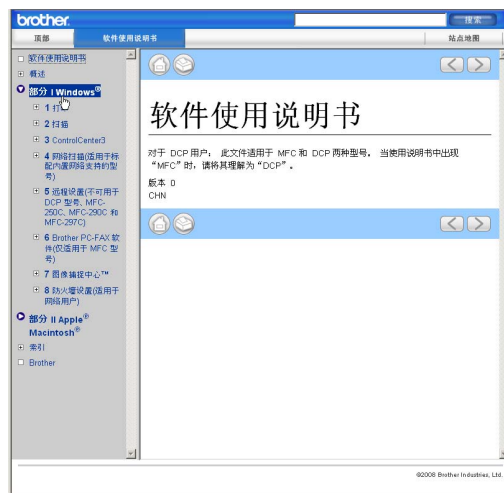 brother.
搜索
顶部
软件使用说明书
站点地图
软件使用说明书
概述
部分 I Windows®
1 打
2 扫描
3 ControlCenter3
4 网络扫描(适用于标
配内置网络支持的型
号)
5 远程设置(不可用于
DCP 型号、MFC-
250C、MFC-290C 和
MFC-297C)
6 Brother PC-FAX 软
件(仅适用于 MFC 型
号)
7 图像捕捉中心™
8 防火墙设置(适用于
网络用户)
部分 II Apple®
Macintosh®
索引
Brother
软件使用说明书
对于 DCP 用户： 此文件适用于 MFC 和 DCP 两种型号。 当使用说明书中出现
“MFC”时，请将其理解为“DCP”。
版本 0
CHN
©2008 Brother Industries, Ltd.